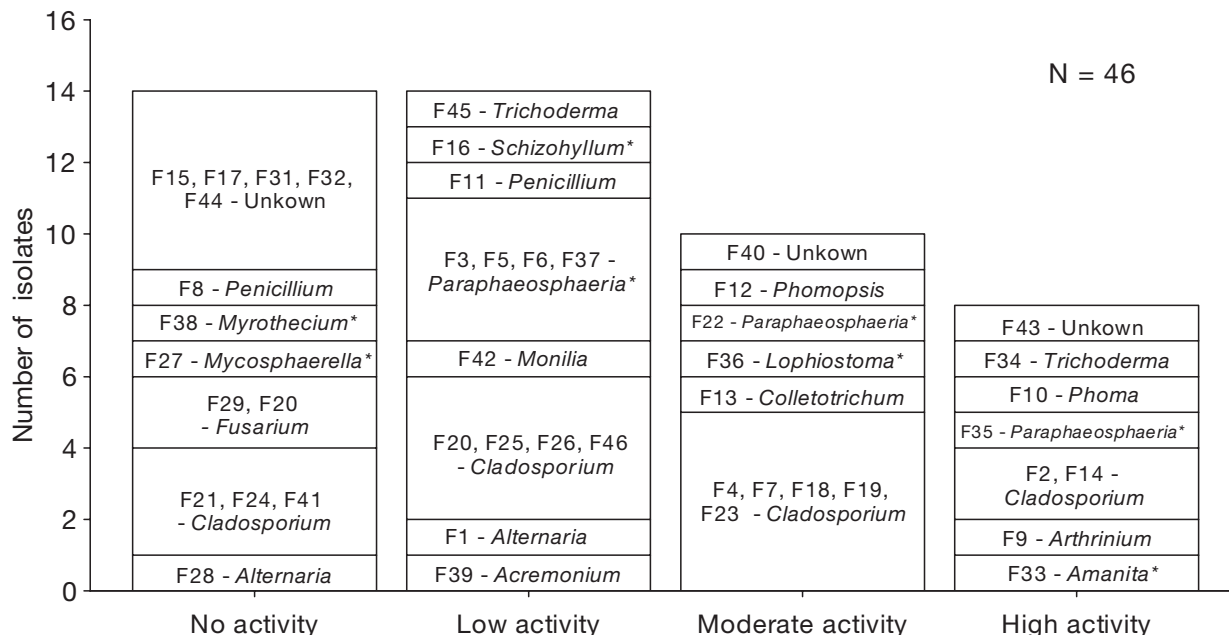 16
14
12
10
8
6
4
2
0
Number of isolates
N = 46
F15, F17, F31, F32,
F44 - Unkown
F8 - Penicillium
F38 - Myrothecium*
F27 - Mycosphaerella*
F29, F20
- Fusarium
F21, F24, F41
- Cladosporium
F28 - Alternaria
F45 - Trichoderma
F16 - Schizohyllum*
F11 - Penicillium
F3, F5, F6, F37 -
Paraphaeosphaeria*
F42 - Monilia
F20, F25, F26, F46
- Cladosporium
F1 - Alternaria
F39 - Acremonium
F40 - Unkown
F12 - Phomopsis
F22 - Paraphaeosphaeria*
F36 - Lophiostoma*
F13 - Colletotrichum
F4, F7, F18, F19,
F23 - Cladosporium
F43 - Unkown
F34 - Trichoderma
F10 - Phoma
F35 - Paraphaeosphaeria*
F2, F14 -
Cladosporium
F9 - Arthrinium
F33 - Amanita*
No activity
Low activity
Moderate activity
High activity